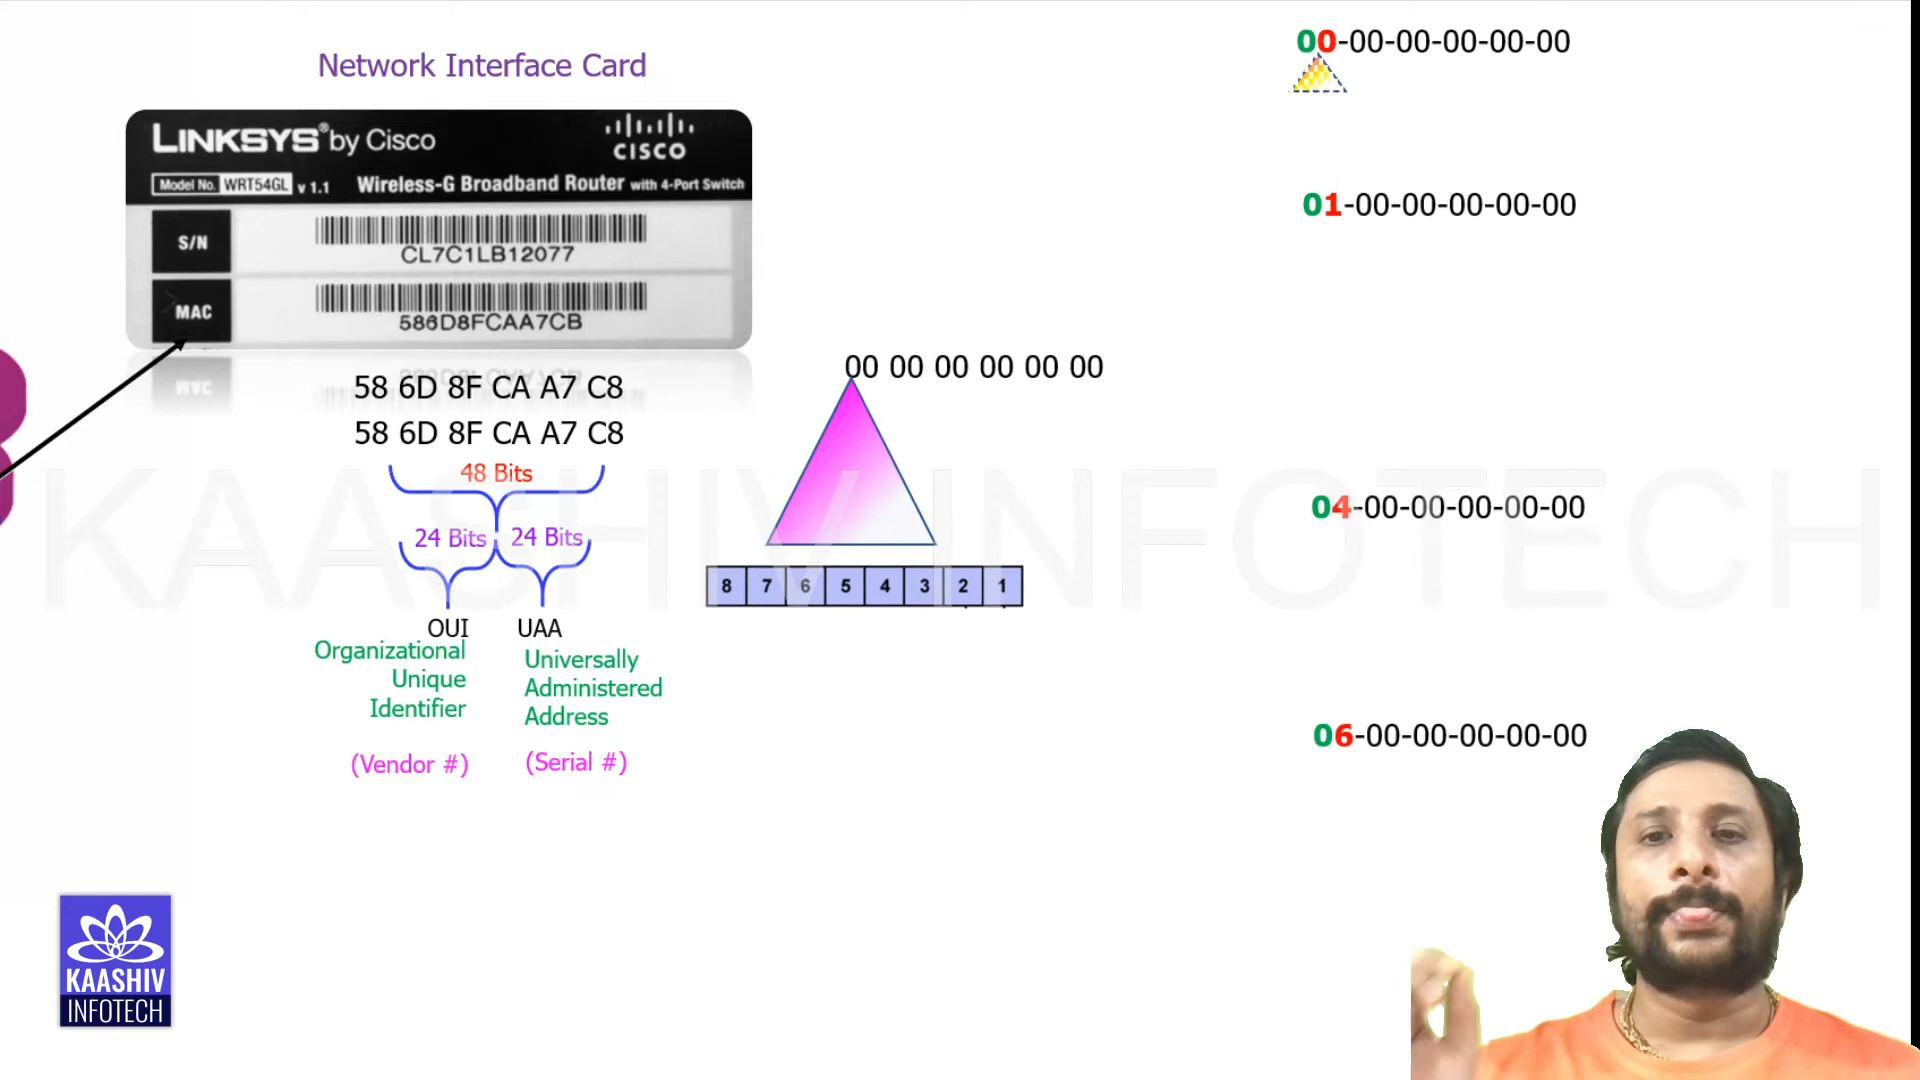 Network Interface Card
LINKSYS® by Cisco
CISCO
Model No. WRT54GL v 1.1 Wireless-G Broadband Router with 4-Port Switch
S/N
CL7C1LB12077
MAC
586D8FCAA7CB
58 6D 8F CA A7 C8
58 6D 8F CA A7 C8
48 Bits
24 Bits 24 Bits
OUI UAA
Organizational
Unique
Identifier
Universally
Administered
Address
(Vendor #) (Serial #)
00 00 00 00 00 00
8 7 6 5 4 3 2 1
00-00-00-00-00-00
01-00-00-00-00-00
04-00-00-00-00-00
06-00-00-00-00-00
KAASHIV INFOTECH
KAASHIV
INFOTECH